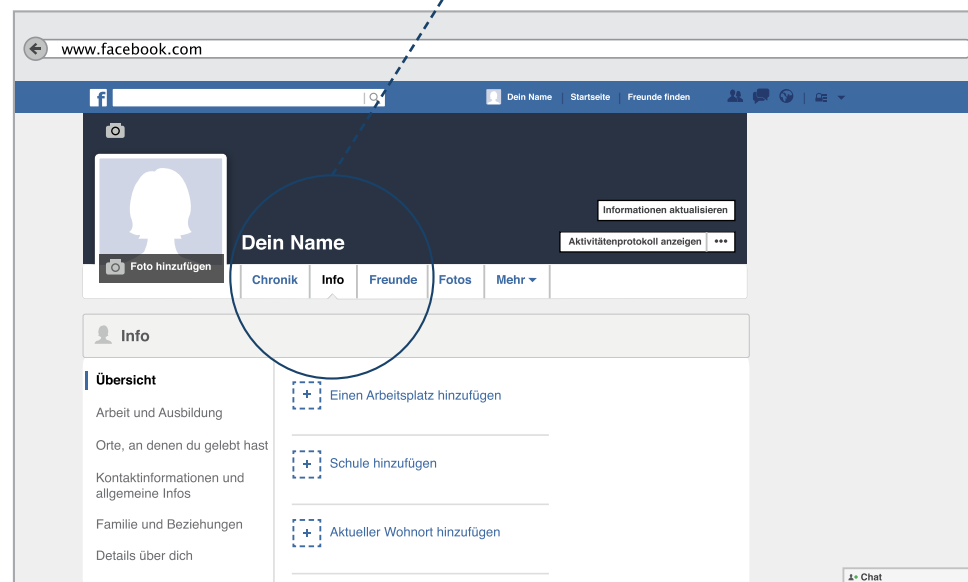 www.facebook.com
f
Dein Name | Startseite | Freunde finden
Informationen aktualisieren
Dein Name
Aktivitätenprotokoll anzeigen •••
Foto hinzufügen
Chronik Info Freunde Fotos Mehr
Info
Übersicht
Einen Arbeitsplatz hinzufügen
Arbeit und Ausbildung
Orte, an denen du gelebt hast
Schule hinzufügen
Kontaktinformationen und
allgemeine Infos
Familie und Beziehungen
Aktueller Wohnort hinzufügen
Details über dich
Chat